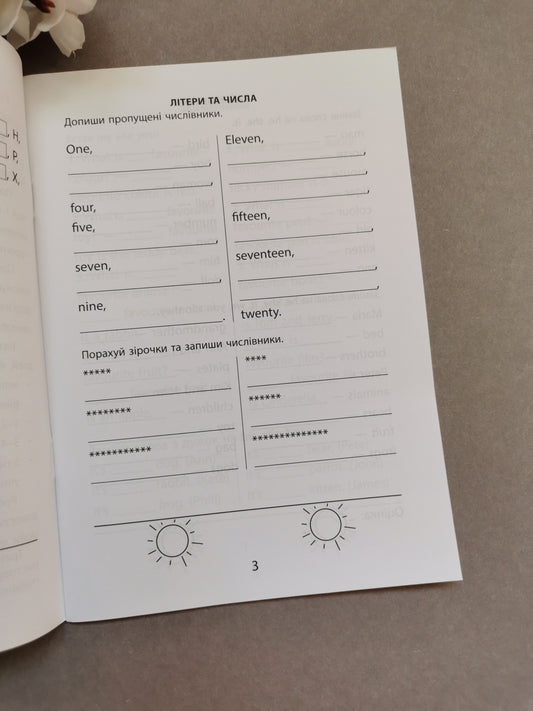 Н,
Р,
Х,
ЛІТЕРИ ТА ЧИСЛА
Допиши пропущені числівники.
One,
four,
five,
seven,
nine,
Eleven,
fifteen,
seventeen,
twenty.
Порахуй зірочки та запиши числівники.
*****
********
***********
****
******
**************
3